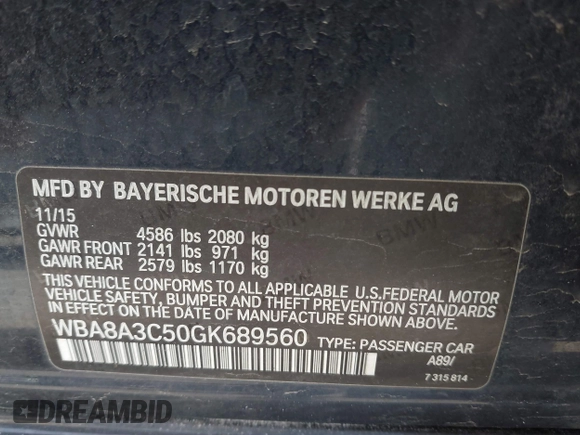 MFD BY BAYERISCHE MOTOREN WERKE AG
11/15
GVWR 4586 lbs 2080 kg
GAWR FRONT 2141 lbs 971 kg
GAWR REAR 2579 lbs 1170 kg
THIS VEHICLE CONFORMS TO ALL APPLICABLE U.S.FEDERAL MOTOR
VEHICLE SAFETY, BUMPER AND THEFT PREVENTION STANDARDS
IN EFFECT ON THE DATE OF MANUFACTURE SHOWN ABOVE
WBA8A3C50GK689560 TYPE: PASSENGER CAR
A89/
7 315 814
DREAMBID